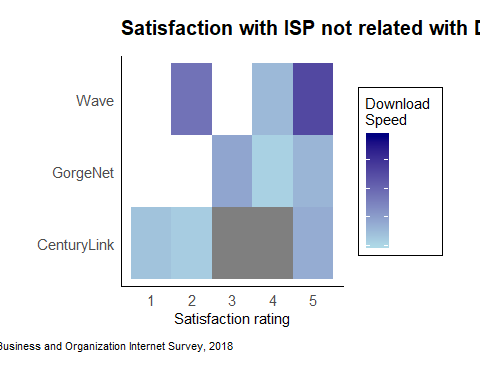 Satisfaction with ISP not related with D
Wave
GorgeNet
CenturyLink
1 2 3 4 5
Satisfaction rating
Download
Speed
Business and Organization Internet Survey, 2018